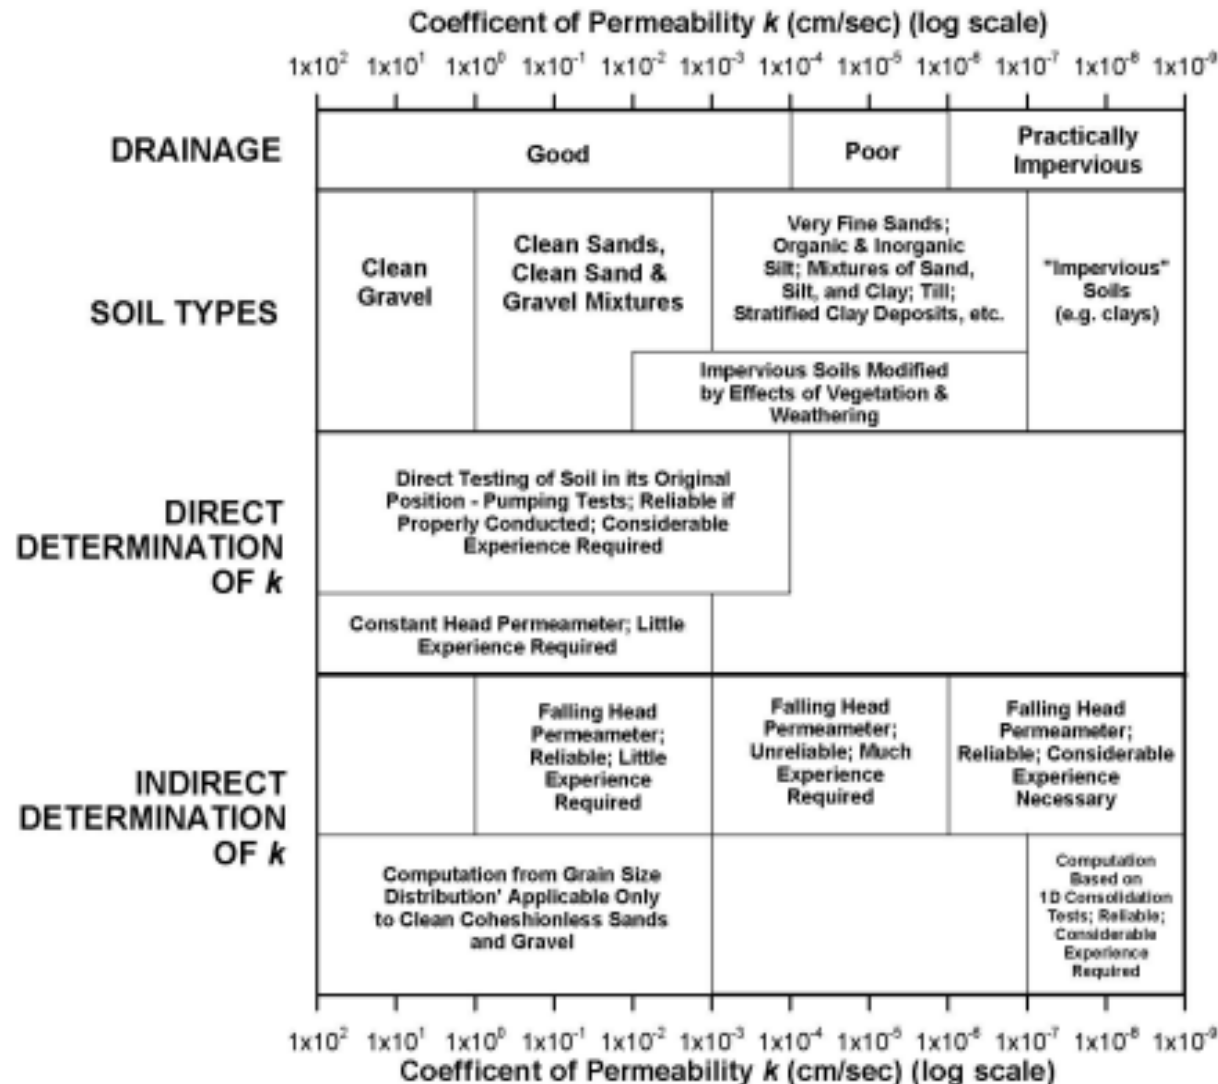 Coefficent of Permeability k (cm/sec) (log scale)
1x10² 1x10¹ 1x10⁰ 1x10⁻¹ 1x10⁻² 1x10⁻³ 1x10⁻⁴ 1x10⁻⁵ 1x10⁻⁶ 1x10⁻⁷ 1x10⁻⁸ 1x10⁻⁹
DRAINAGE
Good
Poor
Practically
Impervious
SOIL TYPES
Clean
Gravel
Clean Sands,
Clean Sand &
Gravel Mixtures
Very Fine Sands;
Organic & Inorganic
Silt; Mixtures of Sand,
Silt, and Clay; Till;
Stratified Clay Deposits, etc.
"Impervious"
Soils
(e.g. clays)
Impervious Soils Modified
by Effects of Vegetation &
Weathering
DIRECT
DETERMINATION
OF k
Direct Testing of Soil in its Original
Position - Pumping Tests; Reliable if
Properly Conducted; Considerable
Experience Required
Constant Head Permeameter; Little
Experience Required
INDIRECT
DETERMINATION
OF k
Falling Head
Permeameter;
Reliable; Little
Experience
Required
Falling Head
Permeameter;
Unreliable; Much
Experience
Required
Falling Head
Permeameter;
Reliable; Considerable
Experience
Necessary
Computation from Grain Size
Distribution' Applicable Only
to Clean Coheshionless Sands
and Gravel
Computation
Based on
1D Consolidation
Tests; Reliable;
Considerable
Experience
Required
1x10² 1x10¹ 1x10⁰ 1x10⁻¹ 1x10⁻² 1x10⁻³ 1x10⁻⁴ 1x10⁻⁵ 1x10⁻⁶ 1x10⁻⁷ 1x10⁻⁸ 1x10⁻⁹
Coefficent of Permeability k (cm/sec) (log scale)